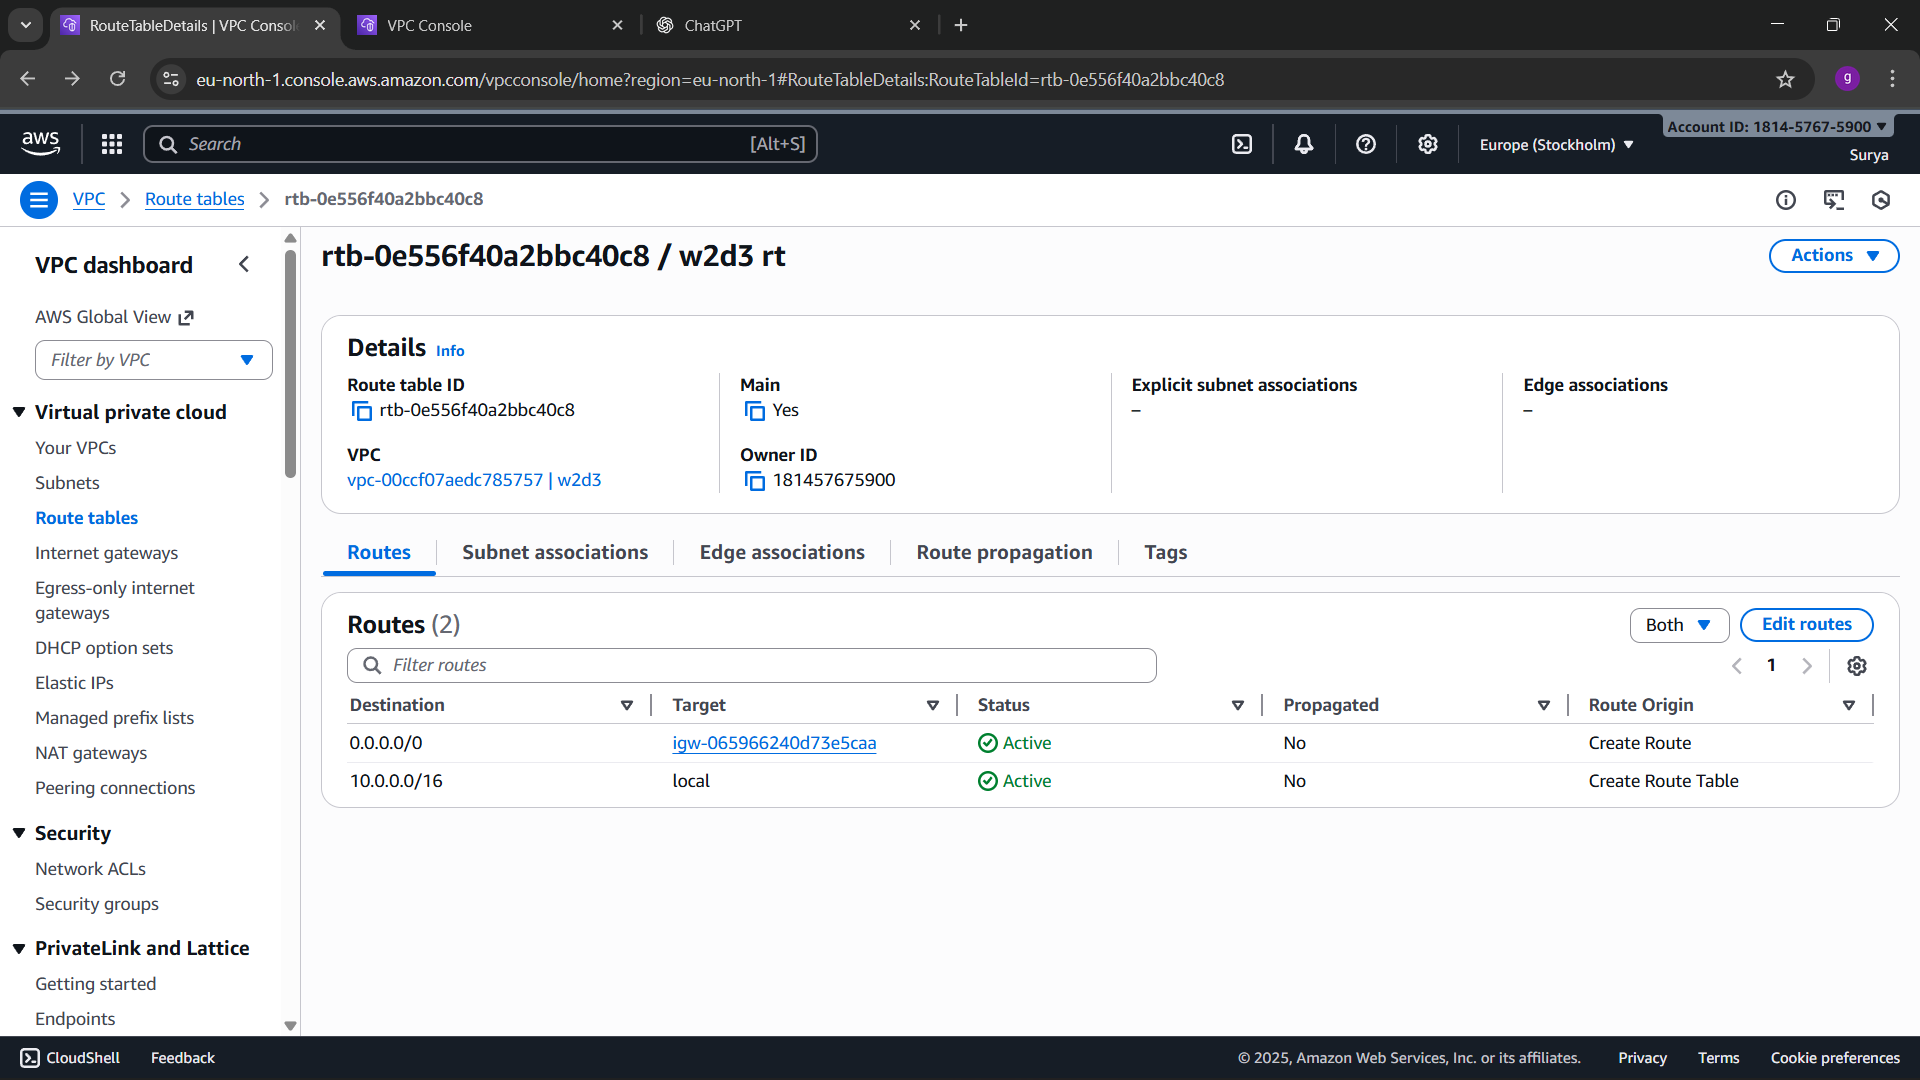 RouteTableDetails | VPC Consol
VPC Console
ChatGPT
eu-north-1.console.aws.amazon.com/vpcconsole/home?region=eu-north-1#RouteTableDetails:RouteTableId=rtb-0e556f40a2bbc40c8
g
aws
Search
[Alt+S]
Europe (Stockholm)
Account ID: 1814-5767-5900
Surya
VPC
Route tables
rtb-0e556f40a2bbc40c8
VPC dashboard
AWS Global View
Filter by VPC
Virtual private cloud
Your VPCs
Subnets
Route tables
Internet gateways
Egress-only internet
gateways
DHCP option sets
Elastic IPs
Managed prefix lists
NAT gateways
Peering connections
Security
Network ACLs
Security groups
PrivateLink and Lattice
Getting started
Endpoints
rtb-0e556f40a2bbc40c8 / w2d3 rt
Actions
Details Info
Route table ID
rtb-0e556f40a2bbc40c8
Main
Yes
Explicit subnet associations
–
Edge associations
–
VPC
vpc-00ccf07aedc785757 | w2d3
Owner ID
181457675900
Routes
Subnet associations
Edge associations
Route propagation
Tags
Routes (2)
Both
Edit routes
Filter routes
1
Destination Target Status Propagated Route Origin
0.0.0.0/0 igw-065966240d73e5caa Active No Create Route
10.0.0.0/16 local Active No Create Route Table
CloudShell
Feedback
© 2025, Amazon Web Services, Inc. or its affiliates.
Privacy
Terms
Cookie preferences